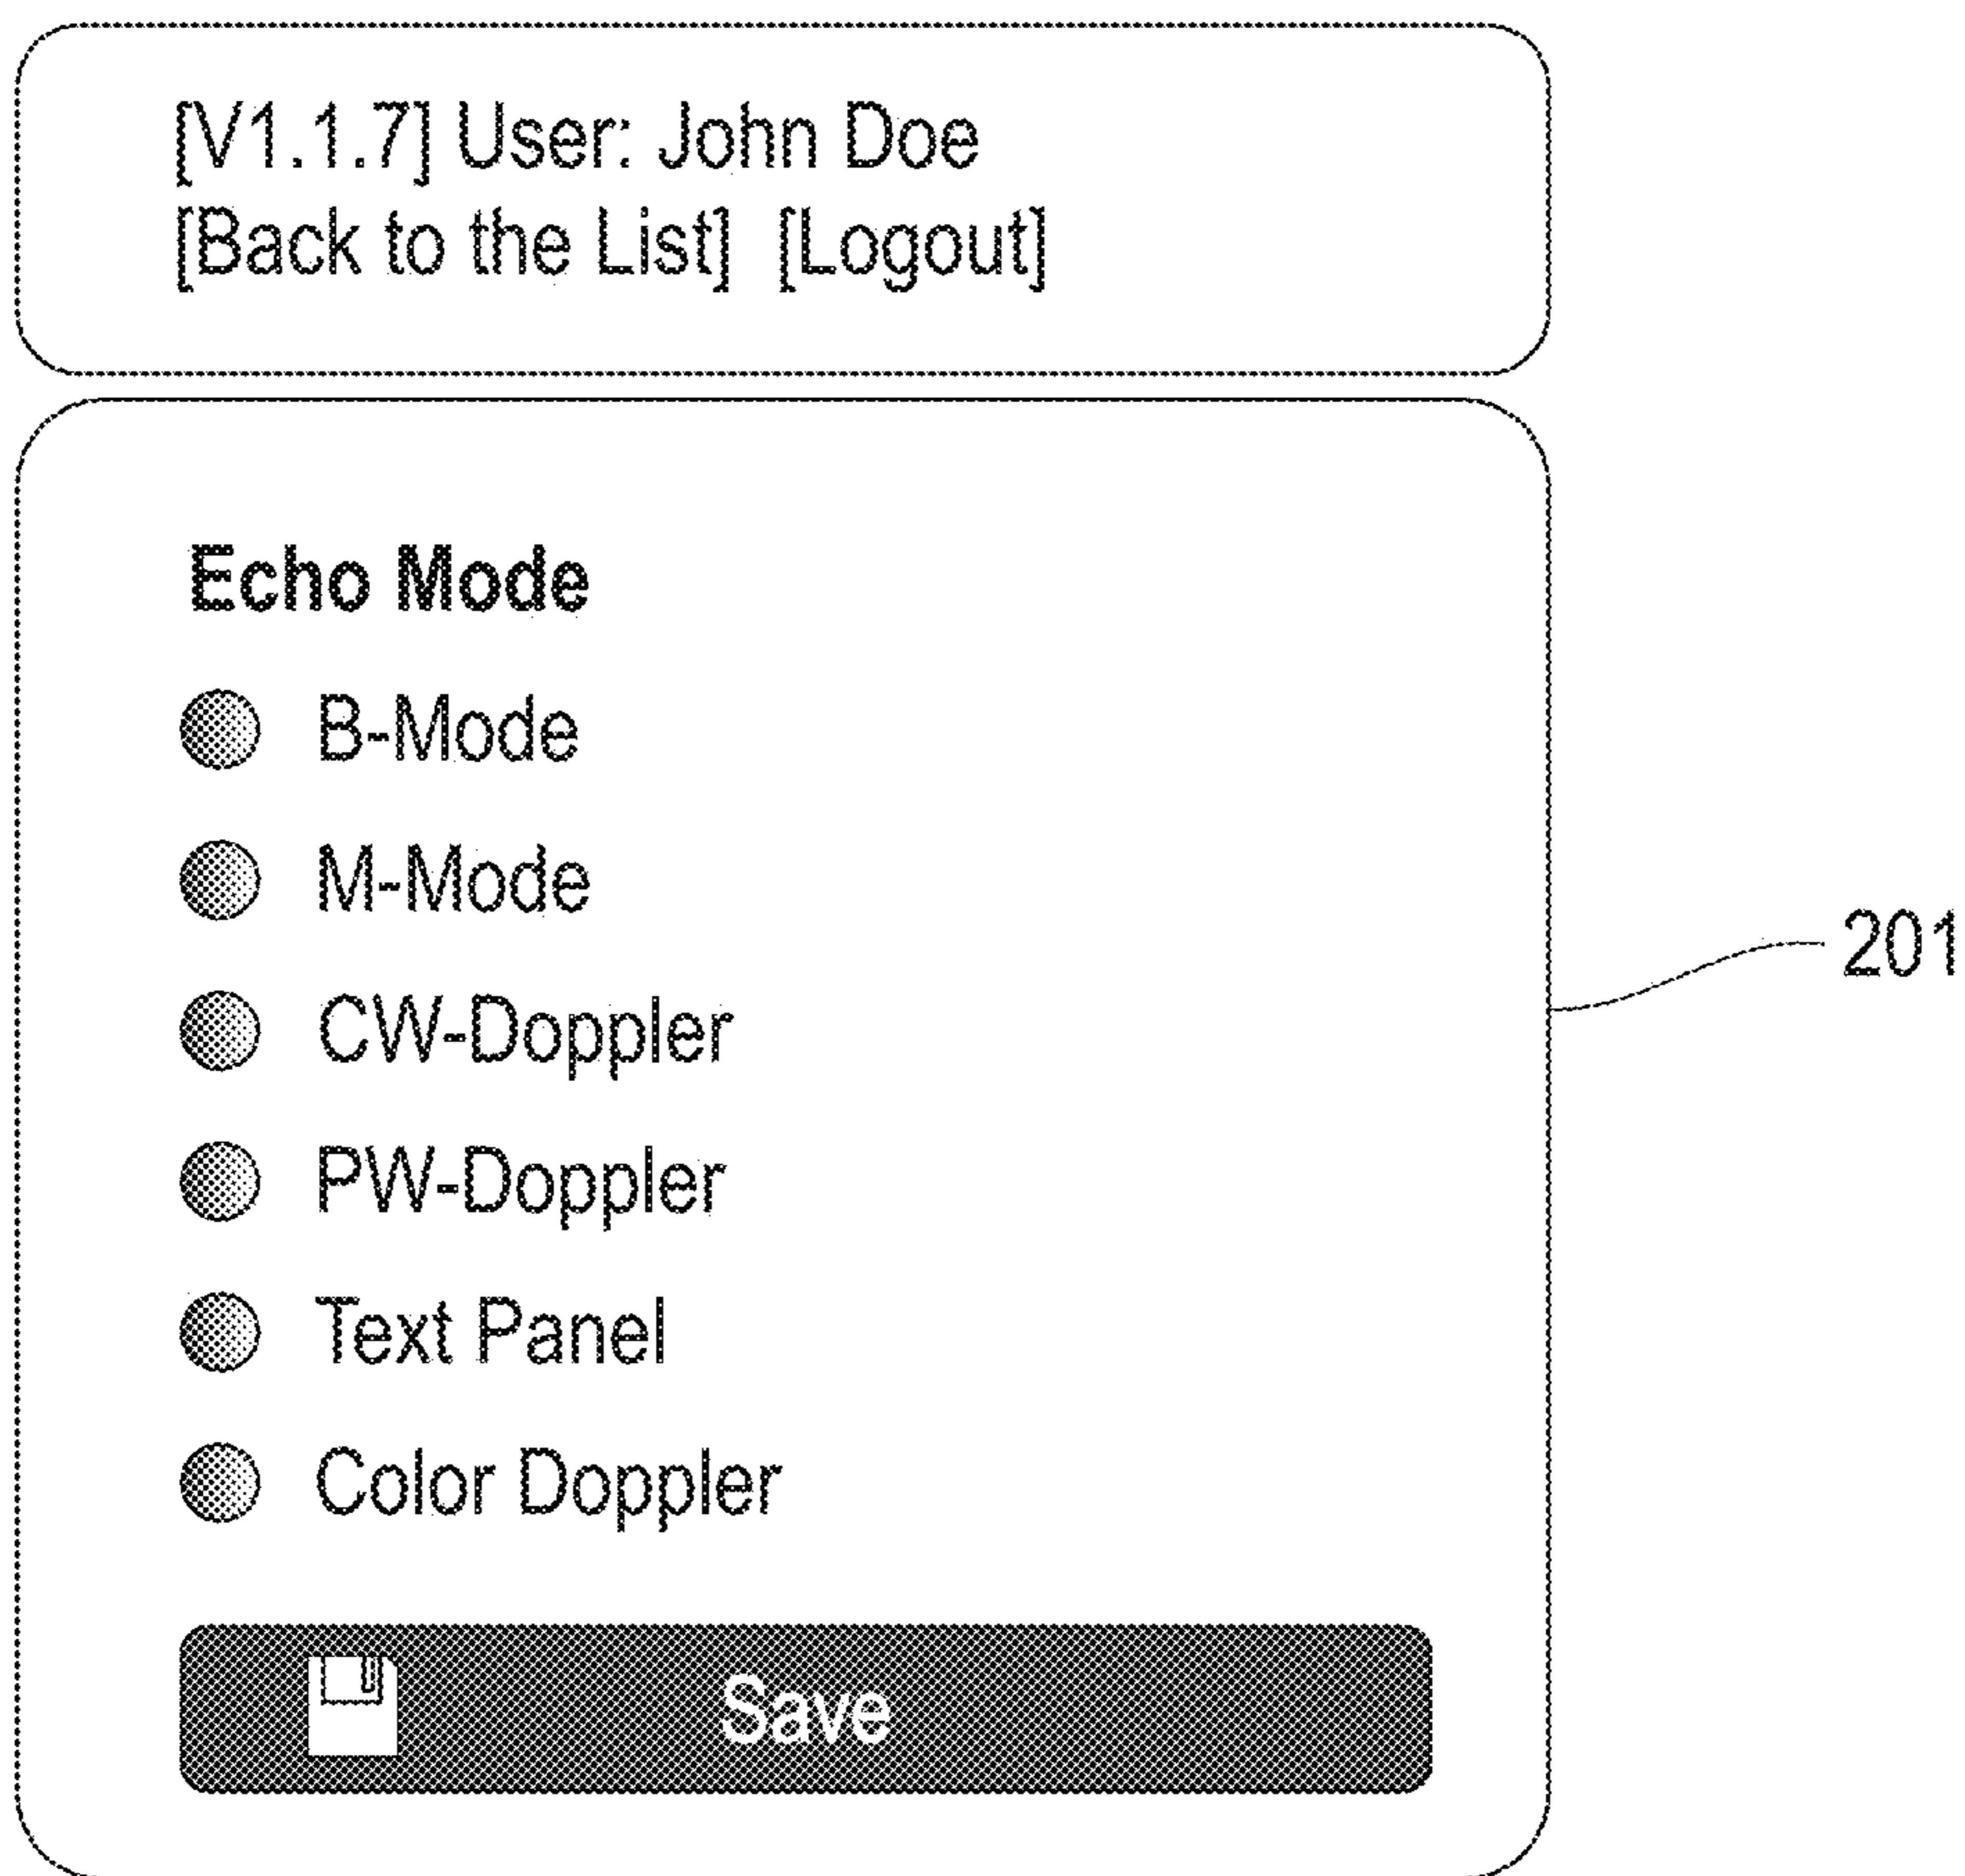 [V1.1.7] User: John Doe
[Back to the List] [Logout]
Echo Mode
B-Mode
M-Mode
CW-Doppler
PW-Doppler
Text Panel
Color Doppler
Save
201